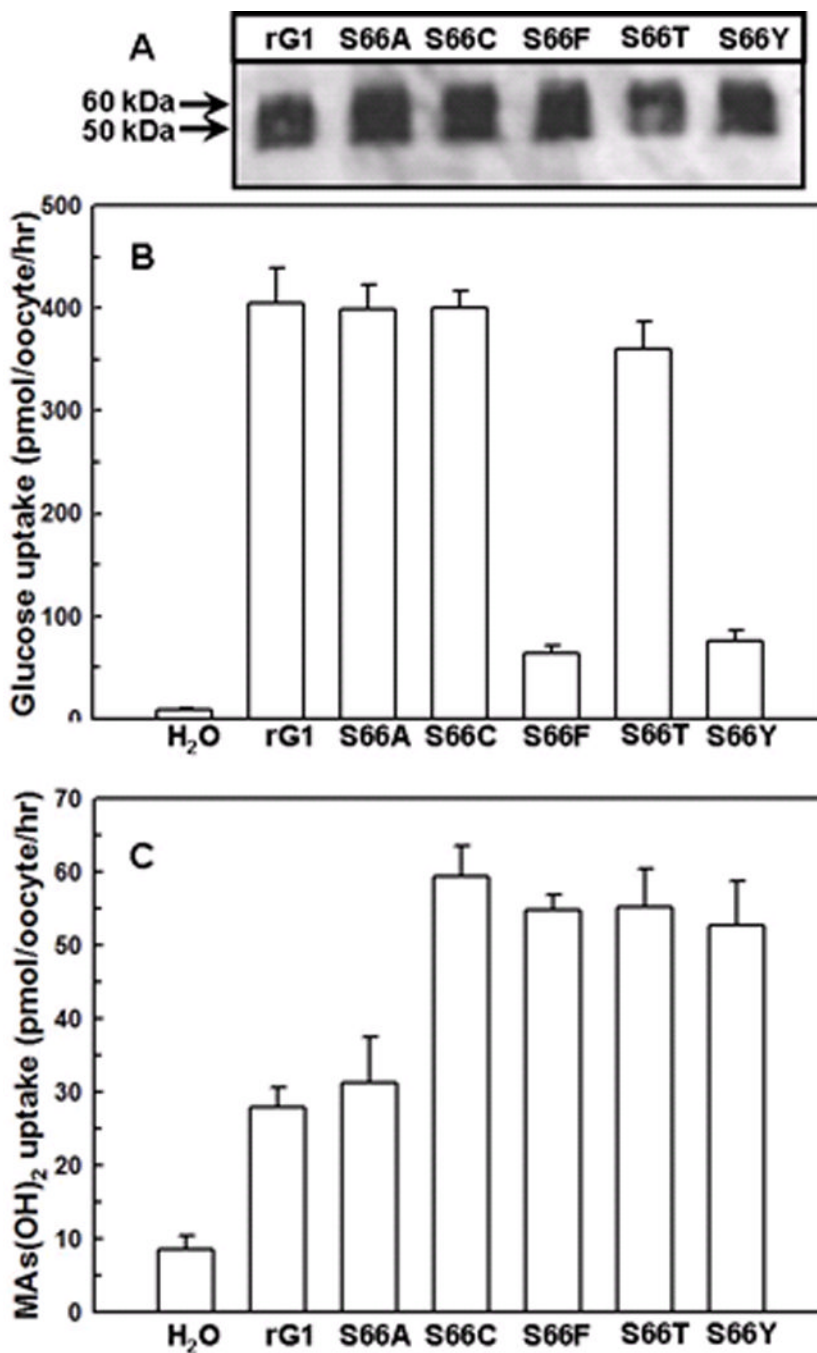 A
rG1 S66A S66C S66F S66T S66Y
60 kDa
50 kDa
B
Glucose uptake (pmol/oocyte/hr)
500
400
300
200
100
0
H₂O rG1 S66A S66C S66F S66T S66Y
C
MAs(OH)₂ uptake (pmol/oocyte/hr)
70
60
50
40
30
20
10
0
H₂O rG1 S66A S66C S66F S66T S66Y